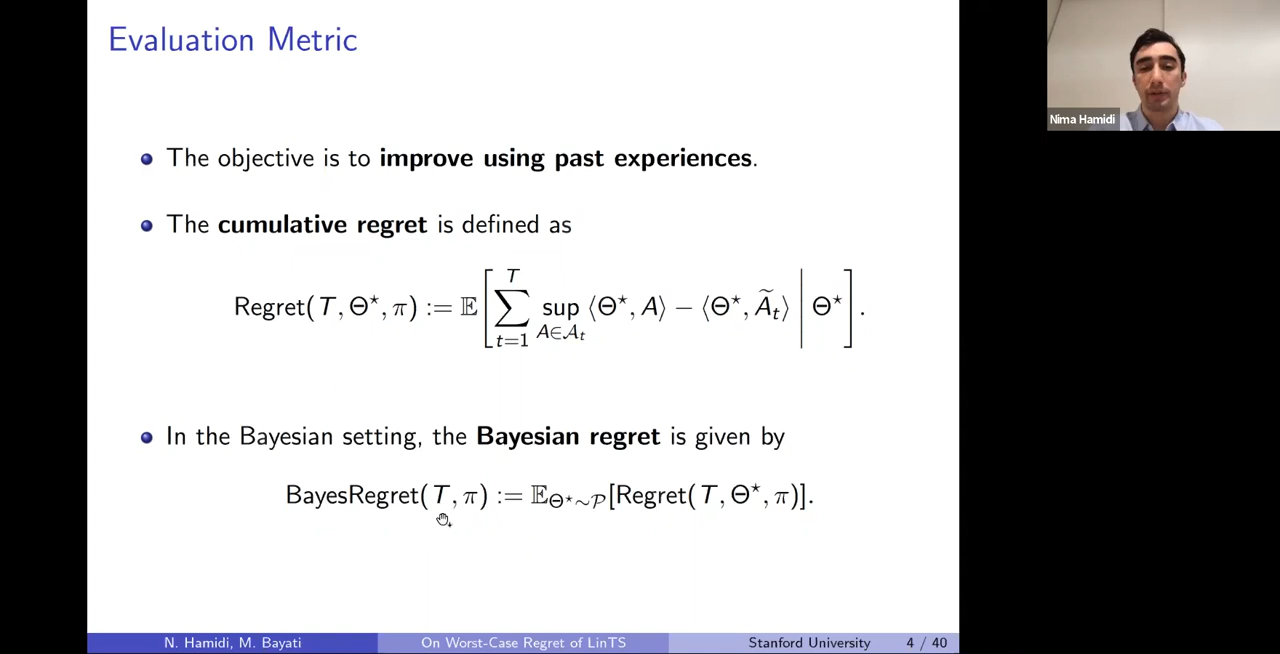 Evaluation Metric
Nima Hamidi
The objective is to improve using past experiences.
The cumulative regret is defined as
Regret(T, Θ⋆, π) := 𝔼[∑_{t=1}^{T} sup_{A∈𝒜_t} ⟨Θ⋆, A⟩ − ⟨Θ⋆, Ã_t⟩ | Θ⋆].
In the Bayesian setting, the Bayesian regret is given by
BayesRegret(T, π) := 𝔼_{Θ⋆∼𝒫}[Regret(T, Θ⋆, π)].
N. Hamidi, M. Bayati On Worst-Case Regret of LinTS Stanford University 4 / 40